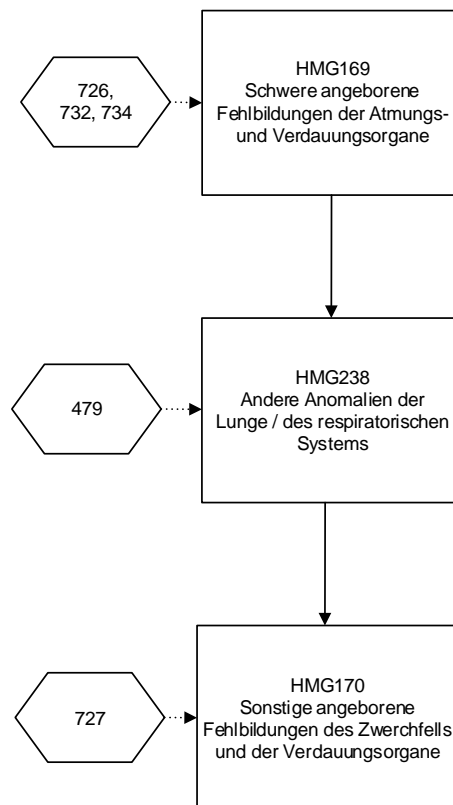 726,
732, 734
HMG169
Schwere angeborene
Fehlbildungen der Atmungs-
und Verdauungsorgane
479
HMG238
Andere Anomalien der
Lunge / des respiratorischen
Systems
727
HMG170
Sonstige angeborene
Fehlbildungen des Zwerchfells
und der Verdauungsorgane